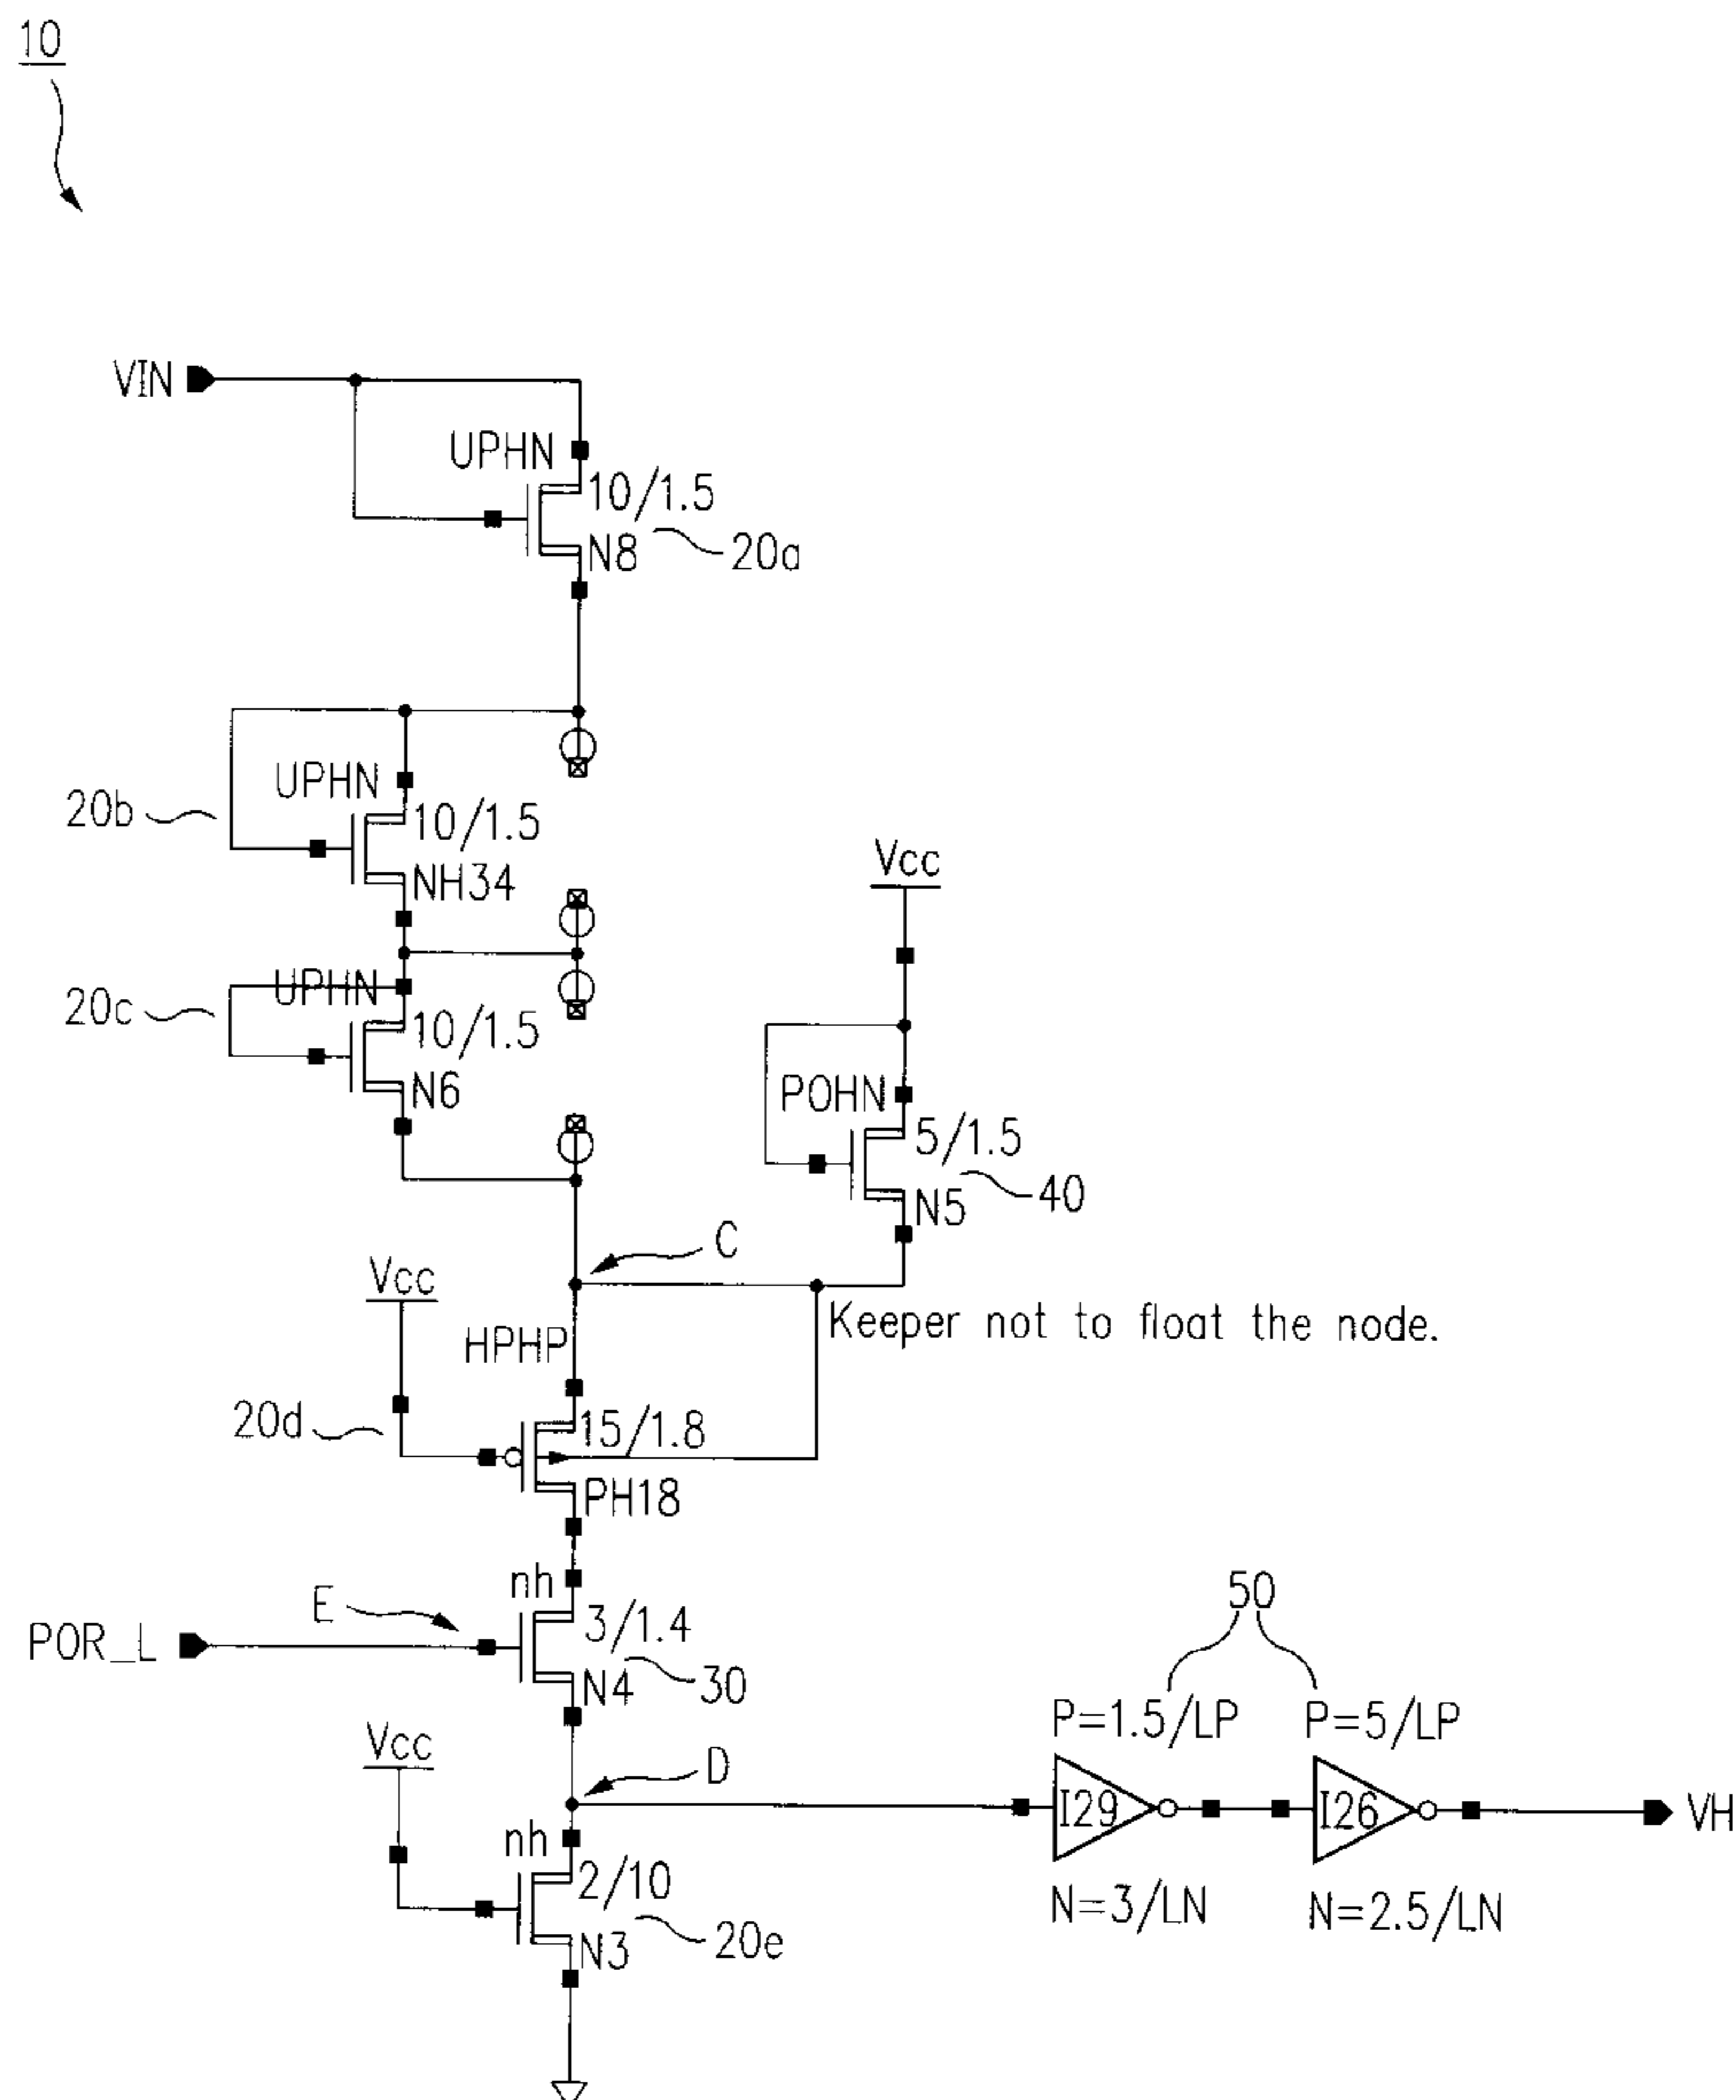 10
VIN
UPHN
10/1.5
N8
20a
20b
UPHN
10/1.5
NH34
20c
UPHN
10/1.5
N6
Vcc
POHN
5/1.5
N5
40
C
Vcc
Keeper not to float the node.
HPHP
20d
15/1.8
PH18
nh
E
3/1.4
POR_L
N4
30
50
P=1.5/LP
P=5/LP
Vcc
D
I29
I26
VH
nh
2/10
N=3/LN
N=2.5/LN
N3
20e